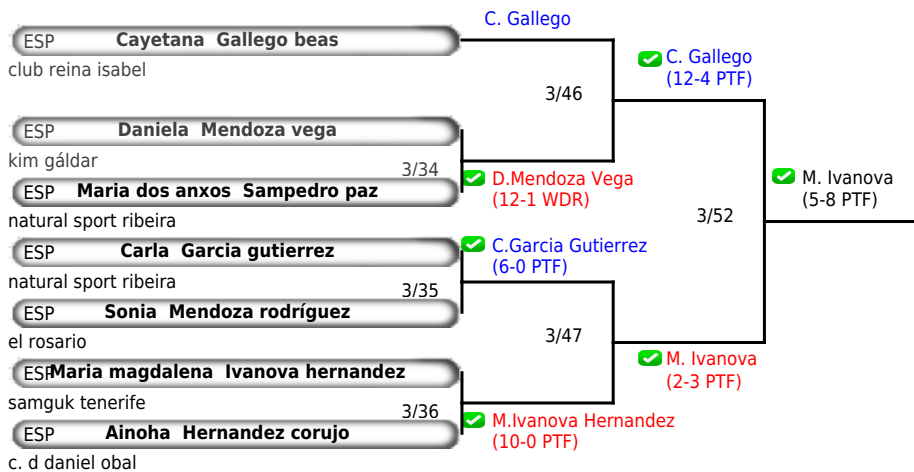 C. Gallego
ESP Cayetana Gallego beas
club reina isabel
C. Gallego
(12-4 PTF)
3/46
ESP Daniela Mendoza vega
kim gáldar
3/34
ESP Maria dos anxos Sampedro paz
natural sport ribeira
D.Mendoza Vega
(12-1 WDR)
M. Ivanova
(5-8 PTF)
3/52
ESP Carla Garcia gutierrez
natural sport ribeira
C.Garcia Gutierrez
(6-0 PTF)
3/35
ESP Sonia Mendoza rodríguez
el rosario
3/47
M. Ivanova
(2-3 PTF)
ESP Maria magdalena Ivanova hernandez
samguk tenerife
3/36
ESP Ainoha Hernandez corujo
c. d daniel obal
M.Ivanova Hernandez
(10-0 PTF)